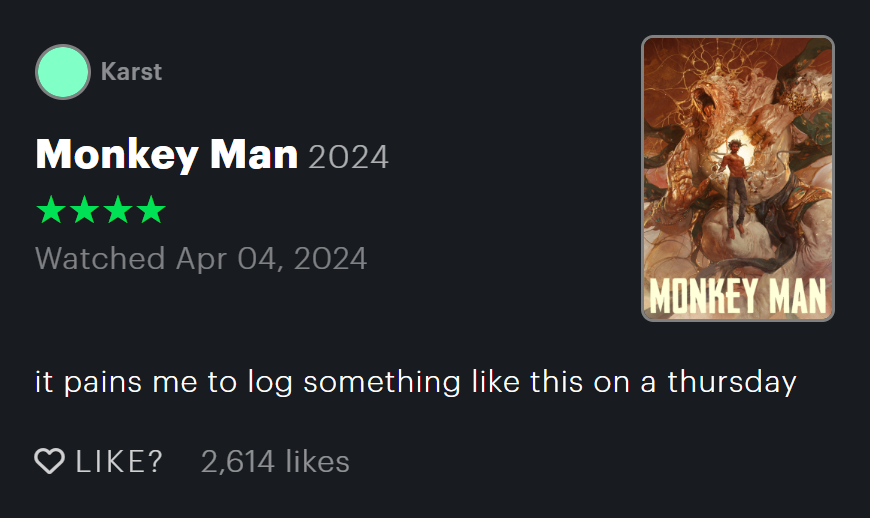 Karst
Monkey Man 2024
★★★★
Watched Apr 04, 2024
MONKEY MAN
it pains me to log something like this on a thursday
LIKE? 2,614 likes